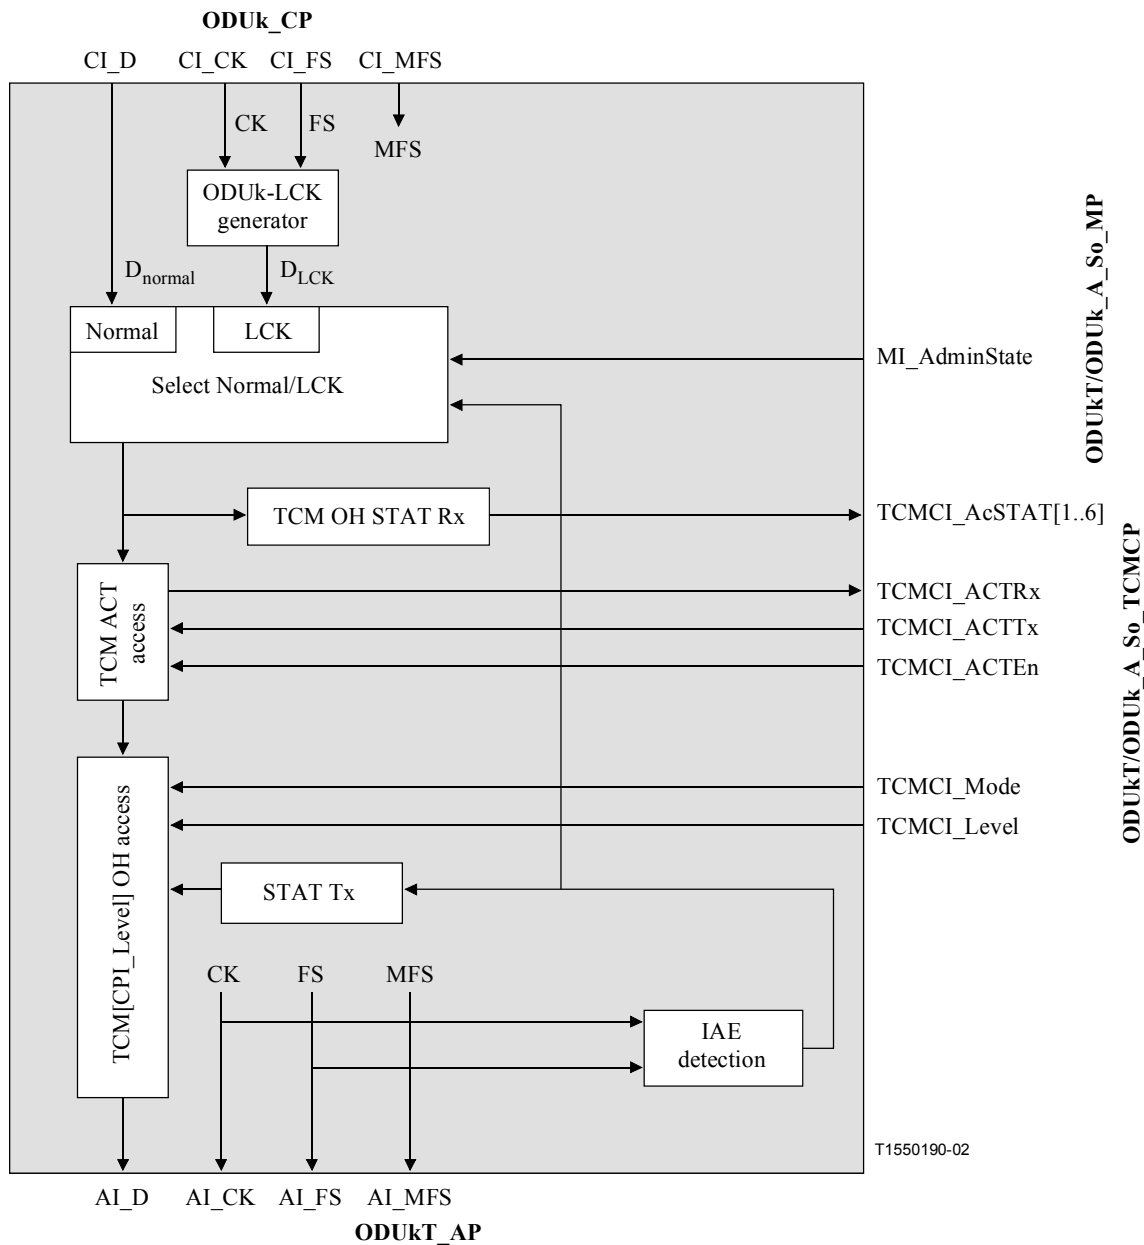 ODUk_CP
CI_D CI_CK CI_FS CI_MFS
CK FS
MFS
ODUk-LCK
generator
Dnormal DLCK
Normal LCK
Select Normal/LCK
MI_AdminState
ODUkT/ODUk_A_So_MP
TCM OH STAT Rx
TCMCI_AcSTAT[1..6]
TCM ACT
access
TCMCI_ACTRx
TCMCI_ACTTx
TCMCI_ACTEn
ODUkT/ODUk_A_So_TCMCP
TCM[CPI_Level] OH access
TCMCI_Mode
TCMCI_Level
STAT Tx
CK FS MFS
IAE
detection
T1550190-02
AI_D AI_CK AI_FS AI_MFS
ODUkT_AP